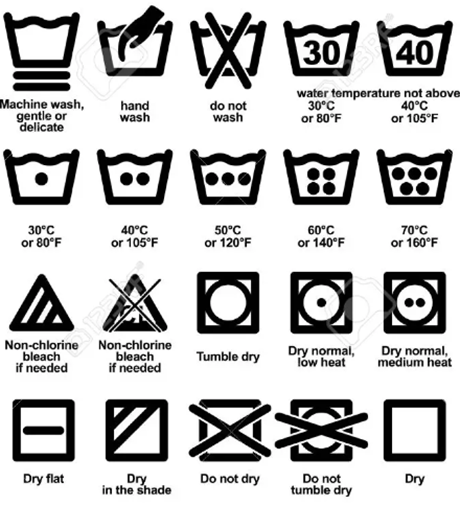 30
40
Machine wash,
gentle or
delicate
hand
wash
do not
wash
water temperature not above
30°C
or 80°F
40°C
or 105°F
30°C
or 80°F
40°C
or 105°F
50°C
or 120°F
60°C
or 140°F
70°C
or 160°F
Non-chlorine
bleach
if needed
Non-chlorine
bleach
if needed
Tumble dry
Dry normal,
low heat
Dry normal,
medium heat
Dry flat
Dry
in the shade
Do not dry
Do not
tumble dry
Dry